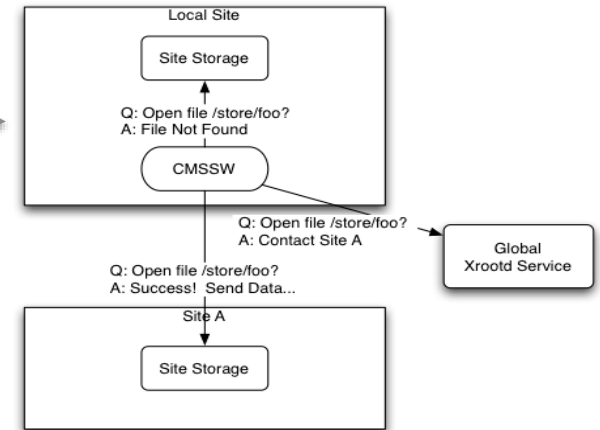 Local Site
Site Storage
Q: Open file /store/foo?
A: File Not Found
CMSSW
Q: Open file /store/foo?
A: Contact Site A
Global
Xrootd Service
Q: Open file /store/foo?
A: Success!  Send Data...
Site A
Site Storage